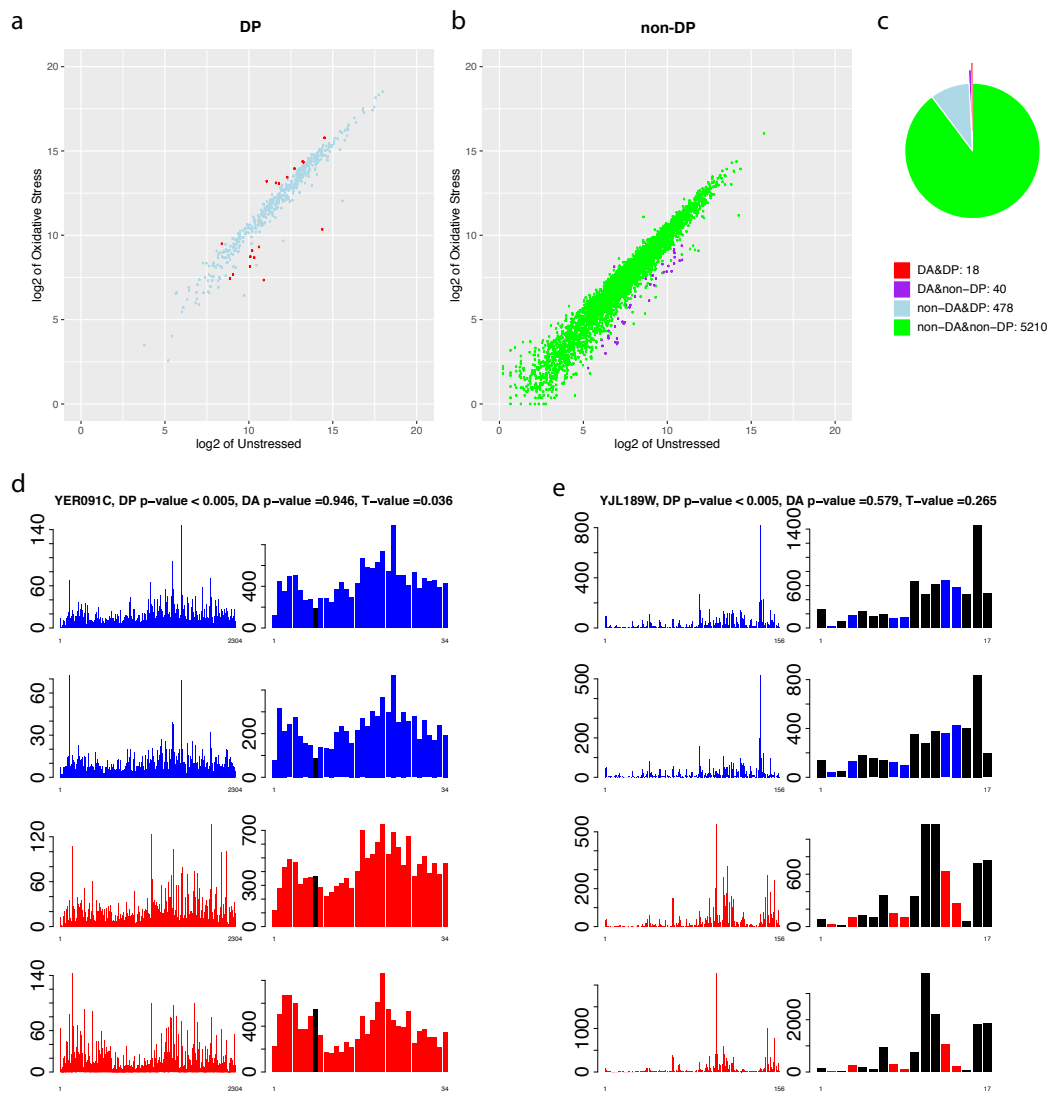 a
DP
20
15
10
5
0
log2 of Oxidative Stress
0 5 10 15 20
log2 of Unstressed
b
non-DP
20
15
10
5
0
log2 of Oxidative Stress
0 5 10 15 20
log2 of Unstressed
c
DA&DP: 18
DA&non−DP: 40
non−DA&DP: 478
non−DA&non−DP: 5210
d
YER091C, DP p−value < 0.005, DA p−value =0.946, T−value =0.036
0 60 140
1 2304
0 400
1 34
0 30 60
1 2304
0 200
1 34
0 60 120
1 2304
0 300 700
1 34
0 60 140
1 2304
0 400
1 34
e
YJL189W, DP p−value < 0.005, DA p−value =0.579, T−value =0.265
0 200 500 800
1 156
0 600 1400
1 17
0 200 500
1 156
0 400 800
1 17
0 200 500
1 156
0 600
1 17
0 1000
1 156
0 2000
1 17